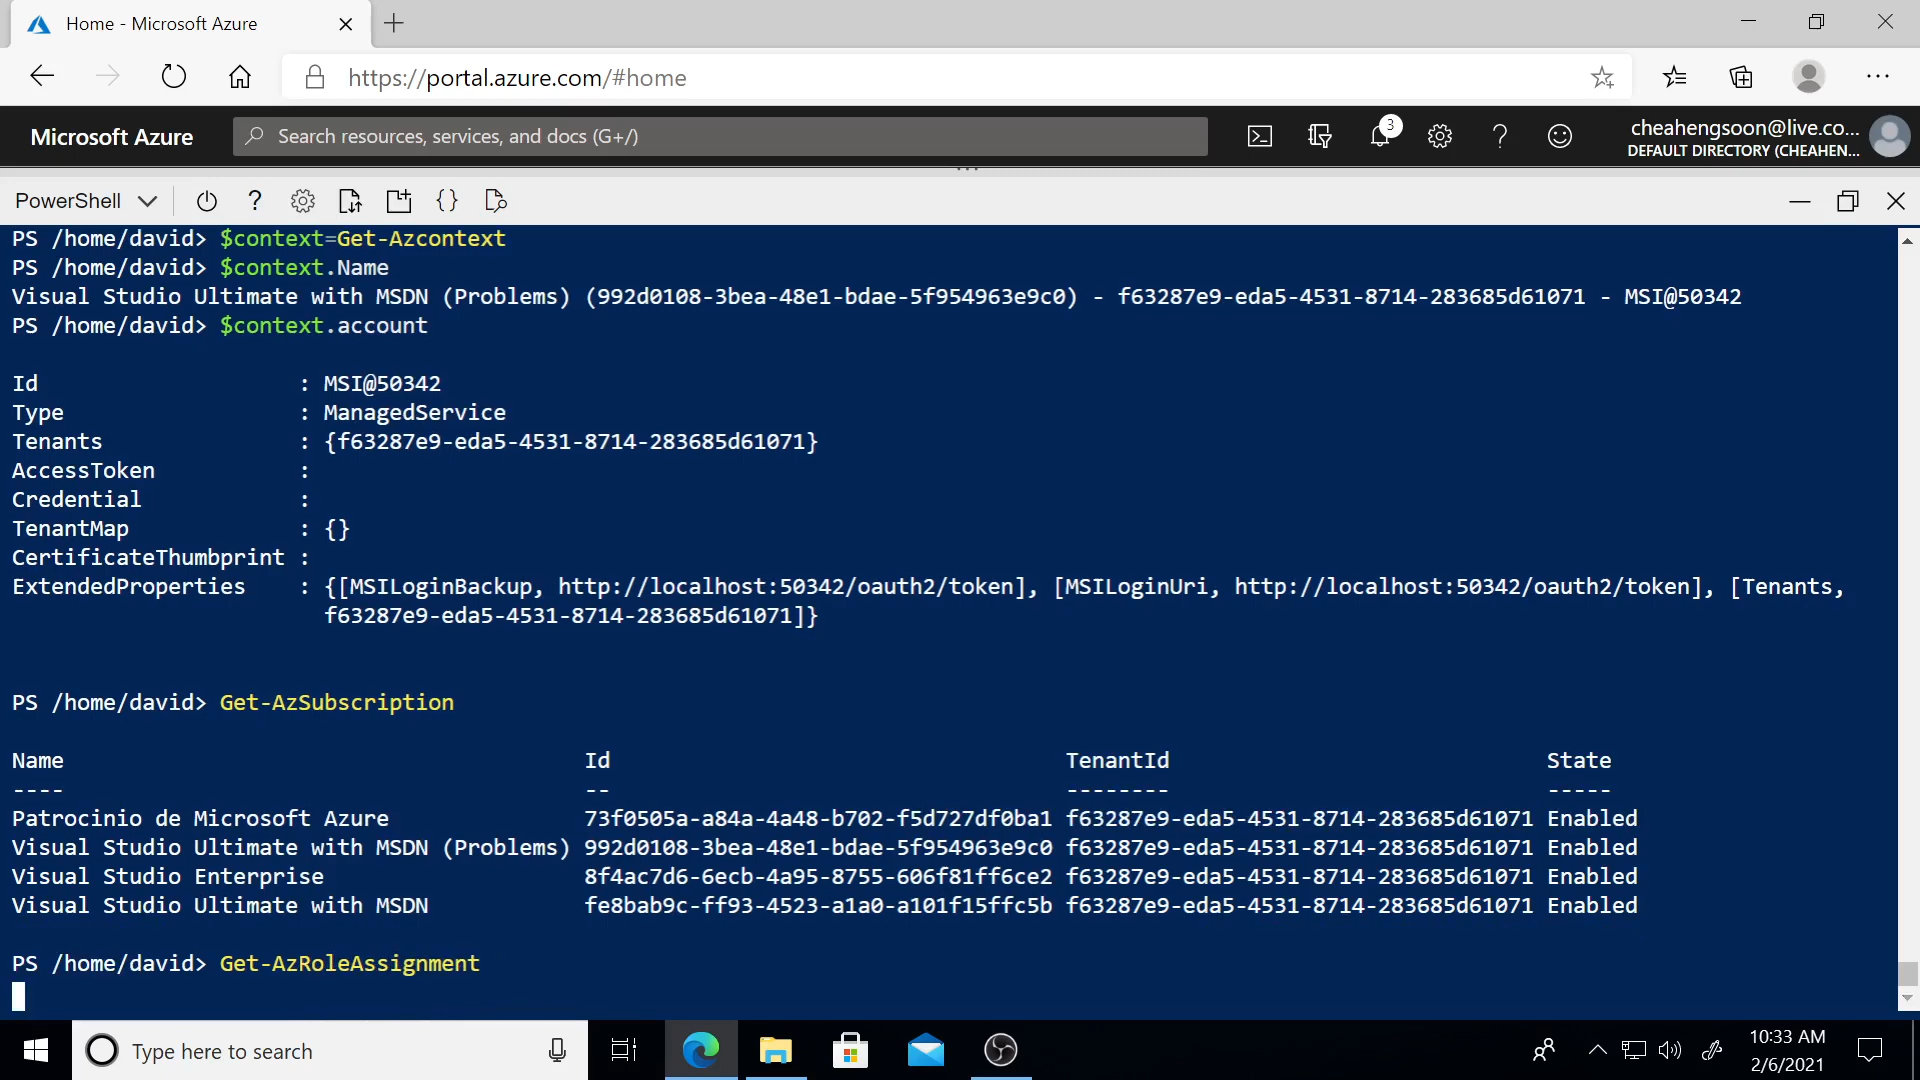 Home - Microsoft Azure
https://portal.azure.com/#home
Microsoft Azure
Search resources, services, and docs (G+/)
3
cheahengsoon@live.co...
DEFAULT DIRECTORY (CHEAHEN...
PowerShell
PS /home/david> $context=Get-Azcontext
PS /home/david> $context.Name
Visual Studio Ultimate with MSDN (Problems) (992d0108-3bea-48e1-bdae-5f954963e9c0) - f63287e9-eda5-4531-8714-283685d61071 - MSI@50342
PS /home/david> $context.account
Id : MSI@50342
Type : ManagedService
Tenants : {f63287e9-eda5-4531-8714-283685d61071}
AccessToken :
Credential :
TenantMap : {}
CertificateThumbprint :
ExtendedProperties : {[MSILoginBackup, http://localhost:50342/oauth2/token], [MSILoginUri, http://localhost:50342/oauth2/token], [Tenants,
f63287e9-eda5-4531-8714-283685d61071]}
PS /home/david> Get-AzSubscription
Name Id TenantId State
---- -- -------- -----
Patrocinio de Microsoft Azure 73f0505a-a84a-4a48-b702-f5d727df0ba1 f63287e9-eda5-4531-8714-283685d61071 Enabled
Visual Studio Ultimate with MSDN (Problems) 992d0108-3bea-48e1-bdae-5f954963e9c0 f63287e9-eda5-4531-8714-283685d61071 Enabled
Visual Studio Enterprise 8f4ac7d6-6ecb-4a95-8755-606f81ff6ce2 f63287e9-eda5-4531-8714-283685d61071 Enabled
Visual Studio Ultimate with MSDN fe8bab9c-ff93-4523-a1a0-a101f15ffc5b f63287e9-eda5-4531-8714-283685d61071 Enabled
PS /home/david> Get-AzRoleAssignment
Type here to search
10:33 AM
2/6/2021